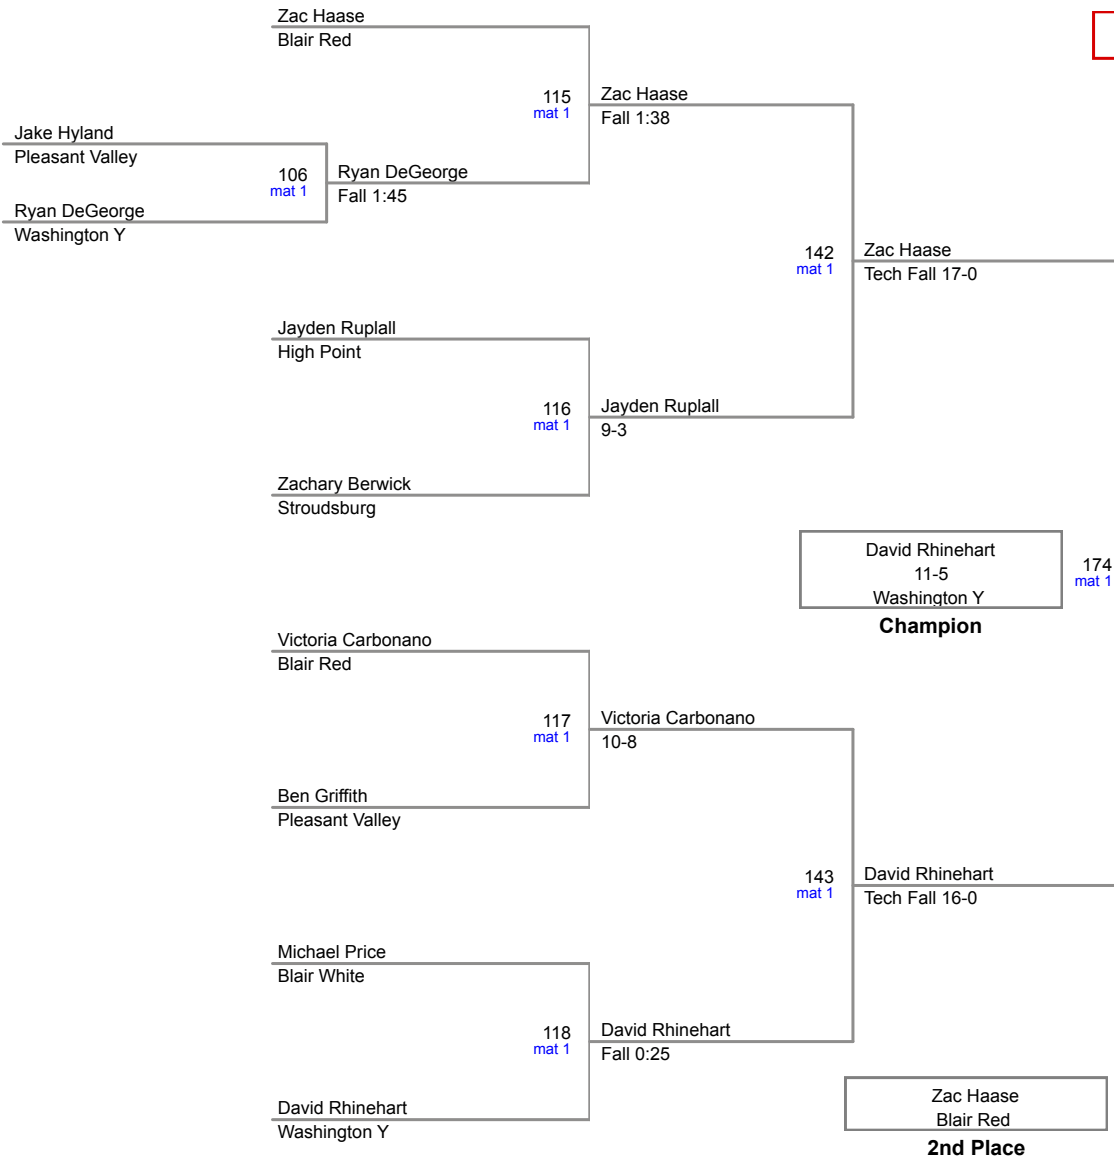 Zac Haase
Blair Red
115
mat 1
Zac Haase
Fall 1:38
Jake Hyland
Pleasant Valley
106
mat 1
Ryan DeGeorge
Fall 1:45
Ryan DeGeorge
Washington Y
142
mat 1
Zac Haase
Tech Fall 17-0
Jayden Ruplall
High Point
116
mat 1
Jayden Ruplall
9-3
Zachary Berwick
Stroudsburg
David Rhinehart
11-5
Washington Y
Champion
174
mat 1
Victoria Carbonano
Blair Red
117
mat 1
Victoria Carbonano
10-8
Ben Griffith
Pleasant Valley
143
mat 1
David Rhinehart
Tech Fall 16-0
Michael Price
Blair White
118
mat 1
David Rhinehart
Fall 0:25
David Rhinehart
Washington Y
Zac Haase
Blair Red
2nd Place